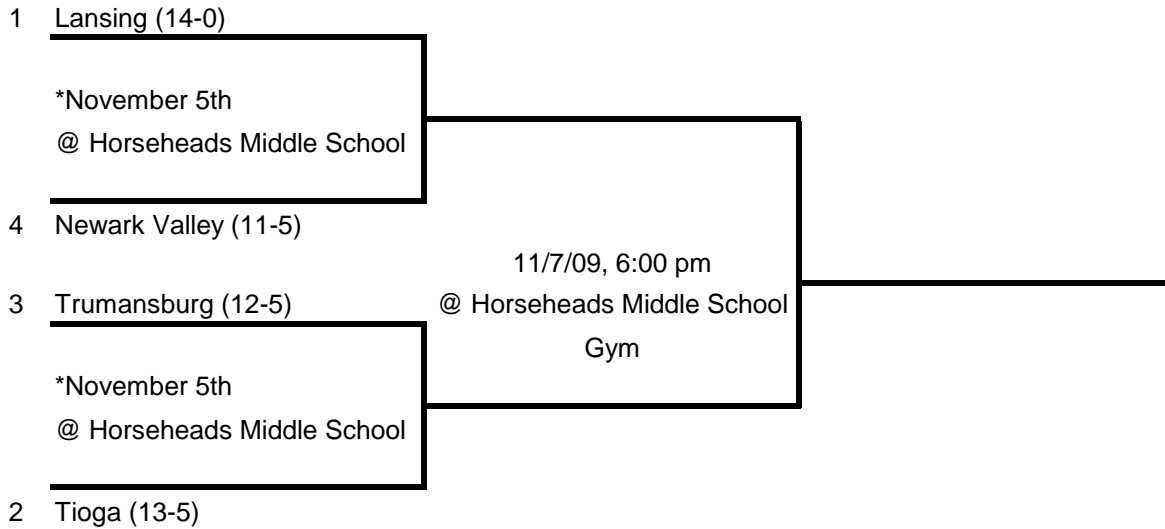 1 Lansing (14-0)
*November 5th
@ Horseheads Middle School
4 Newark Valley (11-5)
11/7/09, 6:00 pm
@ Horseheads Middle School
Gym
3 Trumansburg (12-5)
*November 5th
@ Horseheads Middle School
2 Tioga (13-5)